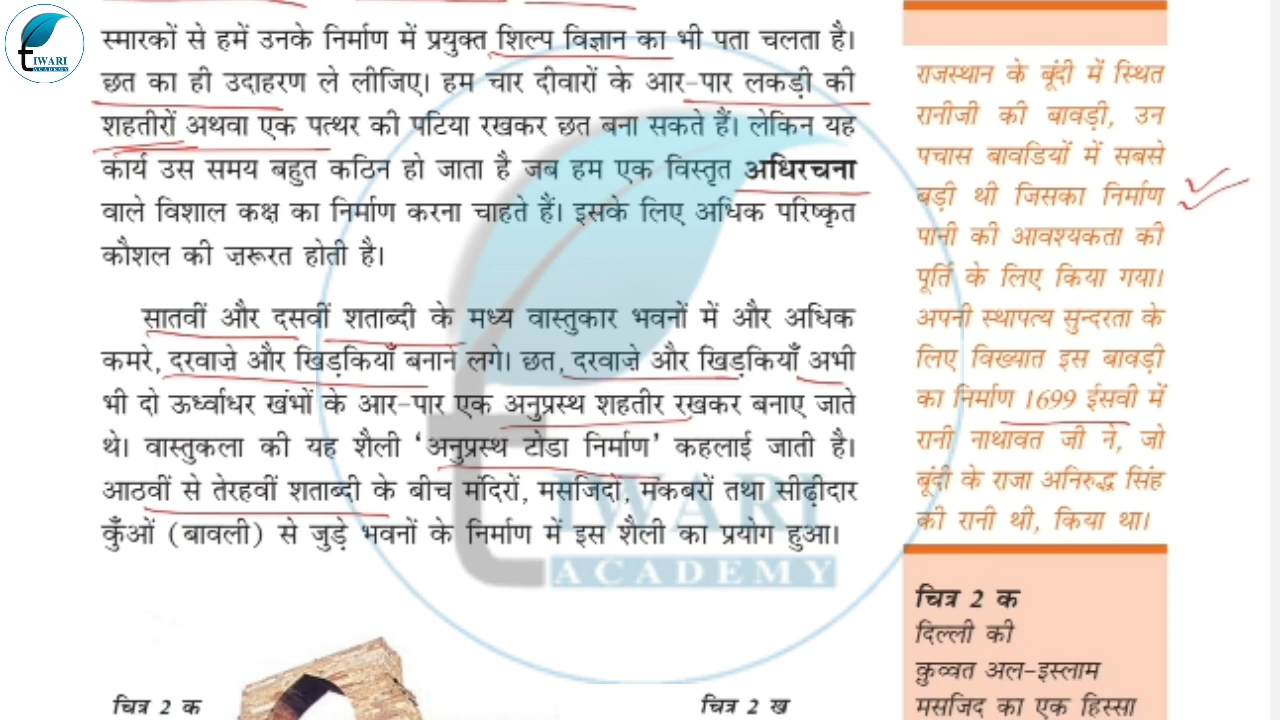 tIWARI
ACADEMY
स्मारकों से हमें उनके निर्माण में प्रयुक्त शिल्प विज्ञान का भी पता चलता है।
छत का ही उदाहरण ले लीजिए। हम चार दीवारों के आर-पार लकड़ी की
शहतीरों अथवा एक पत्थर की पटिया रखकर छत बना सकते हैं। लेकिन यह
कार्य उस समय बहुत कठिन हो जाता है जब हम एक विस्तृत अधिरचना
वाले विशाल कक्ष का निर्माण करना चाहते हैं। इसके लिए अधिक परिष्कृत
कौशल की ज़रूरत होती है।
सातवीं और दसवीं शताब्दी के मध्य वास्तुकार भवनों में और अधिक
कमरे, दरवाज़े और खिड़कियाँ बनाने लगे। छत, दरवाज़े और खिड़कियाँ अभी
भी दो ऊर्ध्वाधर खंभों के आर-पार एक अनुप्रस्थ शहतीर रखकर बनाए जाते
थे। वास्तुकला की यह शैली ‘अनुप्रस्थ टोडा निर्माण’ कहलाई जाती है।
आठवीं से तेरहवीं शताब्दी के बीच मंदिरों, मसजिदों, मकबरों तथा सीढ़ीदार
कुँओं (बावली) से जुड़े भवनों के निर्माण में इस शैली का प्रयोग हुआ।
IWARI
ACADEMY
चित्र 2 क
चित्र 2 ख
राजस्थान के बूंदी में स्थित
रानीजी की बावड़ी, उन
पचास बावडियों में सबसे
बड़ी थी जिसका निर्माण
पानी की आवश्यकता की
पूर्ति के लिए किया गया।
अपनी स्थापत्य सुन्दरता के
लिए विख्यात इस बावड़ी
का निर्माण 1699 ईसवी में
रानी नाथावत जी ने, जो
बूंदी के राजा अनिरुद्ध सिंह
की रानी थी, किया था।
चित्र 2 क
दिल्ली की
क़ुव्वत अल-इस्लाम
मसजिद का एक हिस्सा